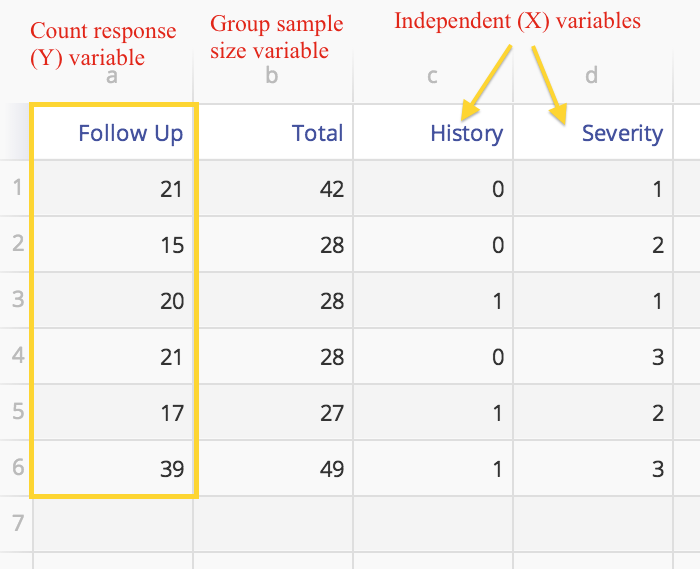 Count response
(Y) variable
Group sample
size variable
Independent (X) variables
a b c d
Follow Up Total History Severity
1 21 42 0 1
2 15 28 0 2
3 20 28 1 1
4 21 28 0 3
5 17 27 1 2
6 39 49 1 3
7